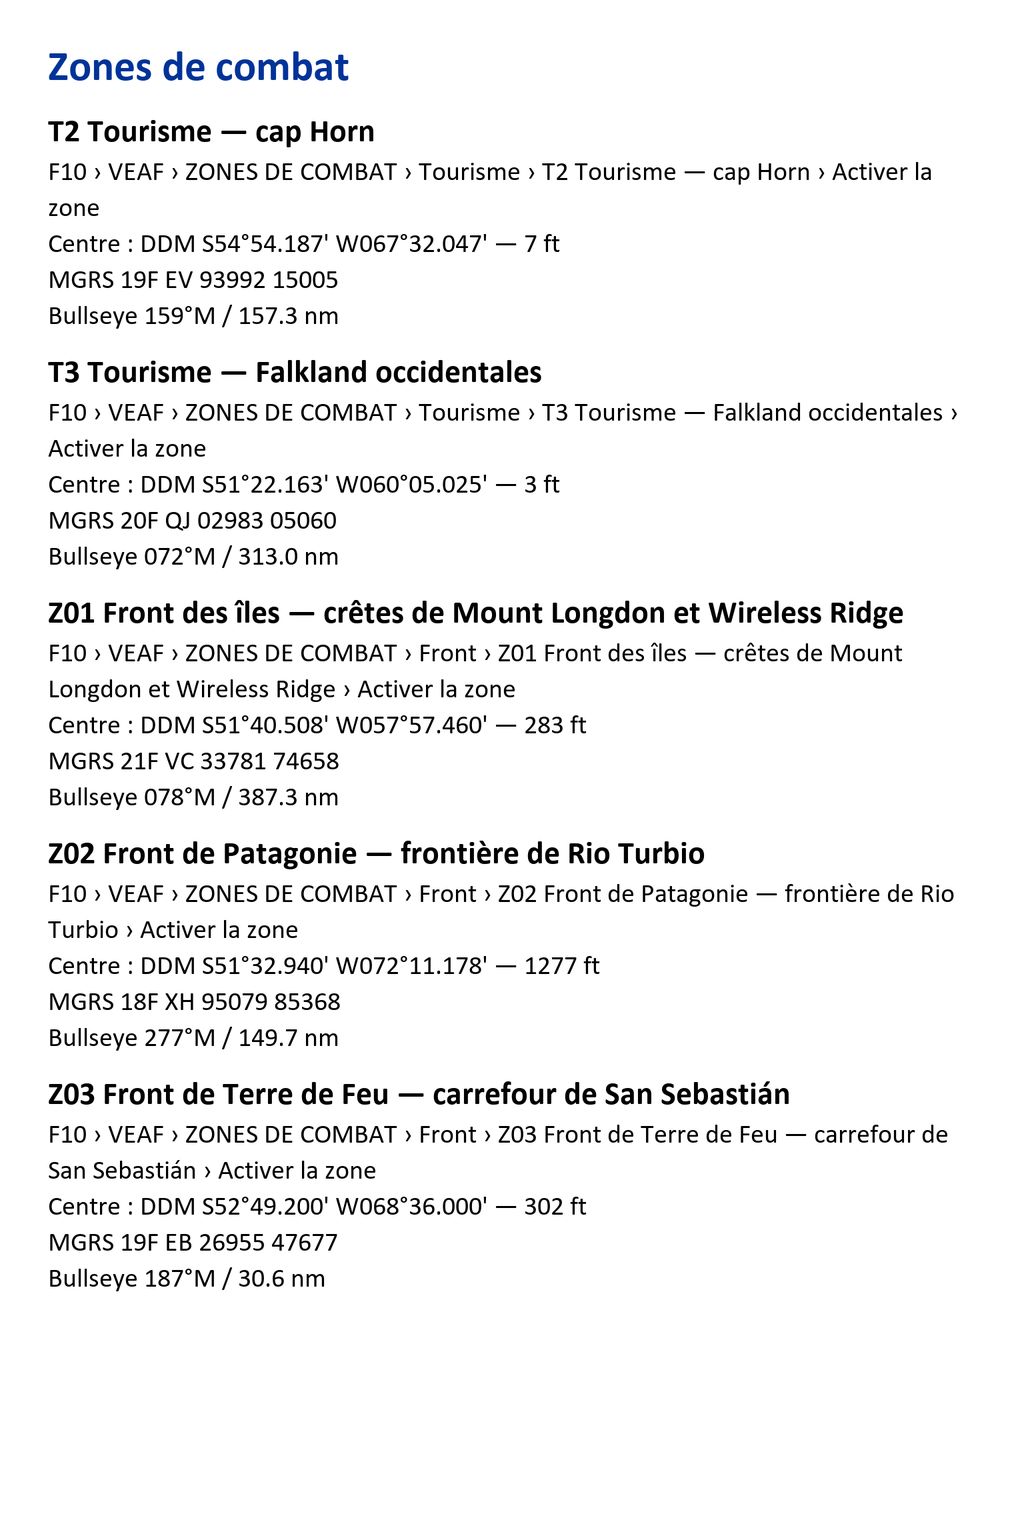 Zones de combat
T2 Tourisme — cap Horn
F10 › VEAF › ZONES DE COMBAT › Tourisme › T2 Tourisme — cap Horn › Activer la
zone
Centre : DDM S54°54.187' W067°32.047' — 7 ft
MGRS 19F EV 93992 15005
Bullseye 159°M / 157.3 nm
T3 Tourisme — Falkland occidentales
F10 › VEAF › ZONES DE COMBAT › Tourisme › T3 Tourisme — Falkland occidentales ›
Activer la zone
Centre : DDM S51°22.163' W060°05.025' — 3 ft
MGRS 20F QJ 02983 05060
Bullseye 072°M / 313.0 nm
Z01 Front des îles — crêtes de Mount Longdon et Wireless Ridge
F10 › VEAF › ZONES DE COMBAT › Front › Z01 Front des îles — crêtes de Mount
Longdon et Wireless Ridge › Activer la zone
Centre : DDM S51°40.508' W057°57.460' — 283 ft
MGRS 21F VC 33781 74658
Bullseye 078°M / 387.3 nm
Z02 Front de Patagonie — frontière de Rio Turbio
F10 › VEAF › ZONES DE COMBAT › Front › Z02 Front de Patagonie — frontière de Rio
Turbio › Activer la zone
Centre : DDM S51°32.940' W072°11.178' — 1277 ft
MGRS 18F XH 95079 85368
Bullseye 277°M / 149.7 nm
Z03 Front de Terre de Feu — carrefour de San Sebastián
F10 › VEAF › ZONES DE COMBAT › Front › Z03 Front de Terre de Feu — carrefour de
San Sebastián › Activer la zone
Centre : DDM S52°49.200' W068°36.000' — 302 ft
MGRS 19F EB 26955 47677
Bullseye 187°M / 30.6 nm